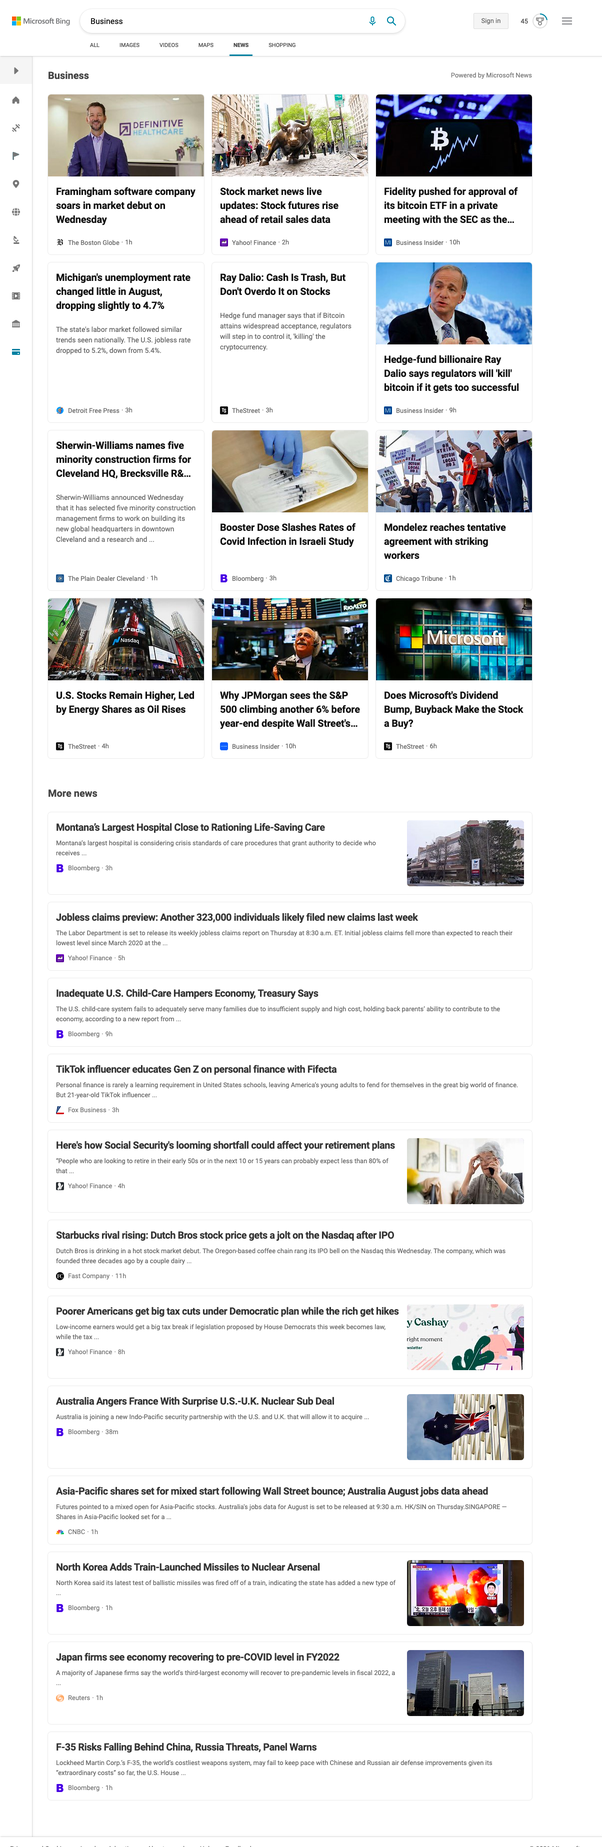 Microsoft Bing
Business
Sign in
45
ALL
IMAGES
VIDEOS
MAPS
NEWS
SHOPPING
Business
Powered by Microsoft News
DEFINITIVE
HEALTHCARE
Framingham software company
soars in market debut on
Wednesday
The Boston Globe · 1h
Stock market news live
updates: Stock futures rise
ahead of retail sales data
Yahoo! Finance · 2h
Fidelity pushed for approval of
its bitcoin ETF in a private
meeting with the SEC as the...
Business Insider · 10h
Michigan's unemployment rate
changed little in August,
dropping slightly to 4.7%
The state's labor market followed similar
trends seen nationally. The U.S. jobless rate
dropped to 5.2%, down from 5.4%.
Detroit Free Press · 3h
Ray Dalio: Cash Is Trash, But
Don't Overdo It on Stocks
Hedge fund manager says that if Bitcoin
attains widespread acceptance, regulators
will step in to control it, 'killing' the
cryptocurrency.
TheStreet · 3h
Hedge-fund billionaire Ray
Dalio says regulators will 'kill'
bitcoin if it gets too successful
Business Insider · 9h
Sherwin-Williams names five
minority construction firms for
Cleveland HQ, Brecksville R&...
Sherwin-Williams announced Wednesday
that it has selected five minority construction
management firms to work on building its
new global headquarters in downtown
Cleveland and a research and ...
The Plain Dealer Cleveland · 1h
Booster Dose Slashes Rates of
Covid Infection in Israeli Study
Bloomberg · 3h
Mondelez reaches tentative
agreement with striking
workers
Chicago Tribune · 1h
Nasdaq
U.S. Stocks Remain Higher, Led
by Energy Shares as Oil Rises
TheStreet · 4h
Why JPMorgan sees the S&P
500 climbing another 6% before
year-end despite Wall Street's...
Business Insider · 10h
Microsoft
Does Microsoft's Dividend
Bump, Buyback Make the Stock
a Buy?
TheStreet · 6h
More news
Montana's Largest Hospital Close to Rationing Life-Saving Care
Montana's largest hospital is considering crisis standards of care procedures that grant authority to decide who
receives ...
Bloomberg · 3h
Jobless claims preview: Another 323,000 individuals likely filed new claims last week
The Labor Department is set to release its weekly jobless claims report on Thursday at 8:30 a.m. ET. Initial jobless claims fell more than expected to reach their
lowest level since March 2020 at the ...
Yahoo! Finance · 5h
Inadequate U.S. Child-Care Hampers Economy, Treasury Says
The U.S. child-care system fails to adequately serve many families due to insufficient supply and high cost, holding back parents' ability to contribute to the
economy, according to a new report from ...
Bloomberg · 9h
TikTok influencer educates Gen Z on personal finance with Fifecta
Personal finance is rarely a learning requirement in United States schools, leaving America's young adults to fend for themselves in the great big world of finance.
But 21-year-old TikTok influencer ...
Fox Business · 3h
Here's how Social Security's looming shortfall could affect your retirement plans
"People who are looking to retire in their early 50s or in the next 10 or 15 years can probably expect less than 80% of
that ...
Yahoo! Finance · 4h
Starbucks rival rising: Dutch Bros stock price gets a jolt on the Nasdaq after IPO
Dutch Bros is drinking in a hot stock market debut. The Oregon-based coffee chain rang its IPO bell on the Nasdaq this Wednesday. The company, which was
founded three decades ago by a couple dairy ...
Fast Company · 11h
Poorer Americans get big tax cuts under Democratic plan while the rich get hikes
Low-income earners would get a big tax break if legislation proposed by House Democrats this week becomes law,
while the tax ...
Yahoo! Finance · 8h
y Cashay
right moment
Australia Angers France With Surprise U.S.-U.K. Nuclear Sub Deal
Australia is joining a new Indo-Pacific security partnership with the U.S. and U.K. that will allow it to acquire ...
Bloomberg · 38m
Asia-Pacific shares set for mixed start following Wall Street bounce; Australia August jobs data ahead
Futures pointed to a mixed open for Asia-Pacific stocks. Australia's jobs data for August is set to be released at 9:30 a.m. HK/SIN on Thursday.SINGAPORE —
Shares in Asia-Pacific looked set for a ...
CNBC · 1h
North Korea Adds Train-Launched Missiles to Nuclear Arsenal
North Korea said its latest test of ballistic missiles was fired off of a train, indicating the state has added a new type of
...
Bloomberg · 1h
Japan firms see economy recovering to pre-COVID level in FY2022
A majority of Japanese firms say the world's third-largest economy will recover to pre-pandemic levels in fiscal 2022, a
...
Reuters · 1h
F-35 Risks Falling Behind China, Russia Threats, Panel Warns
Lockheed Martin Corp.'s F-35, the world's costliest weapons system, may fail to keep pace with Chinese and Russian air defense improvements given its
"extraordinary costs" so far, the U.S. House ...
Bloomberg · 1h